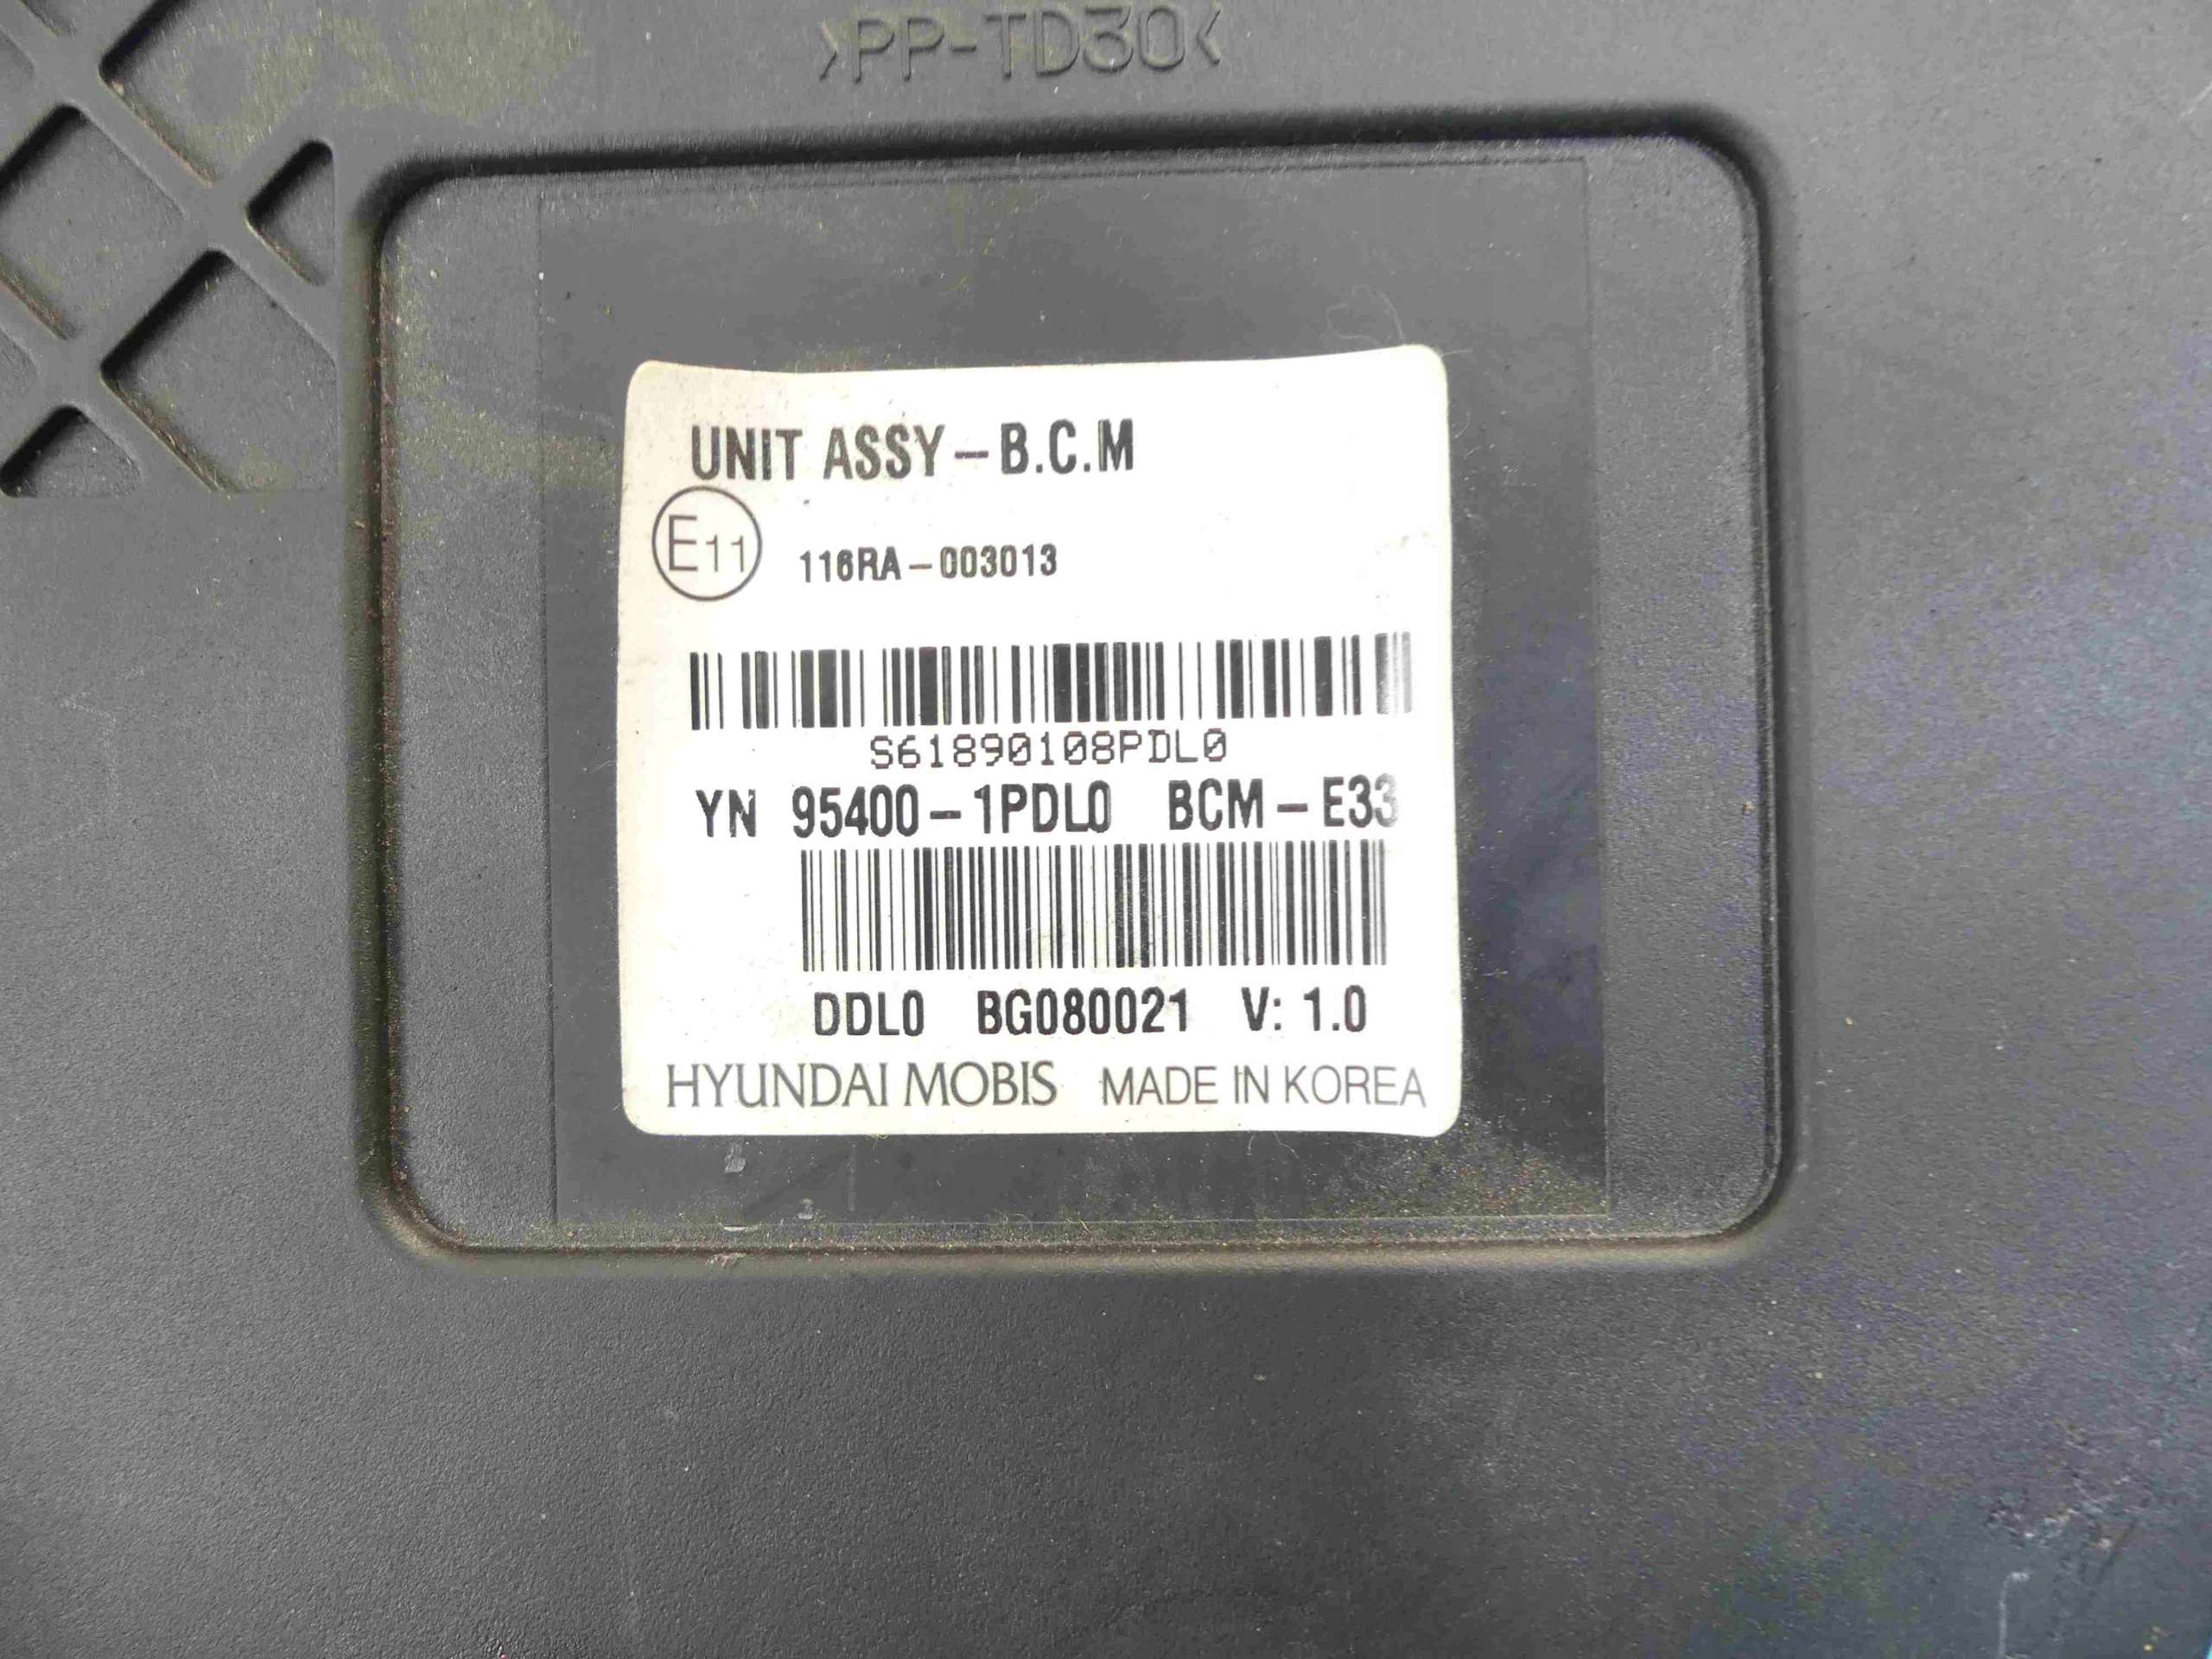 >PP-TD30<
UNIT ASSY-B.C.M
E11 116RA-003013
S61890108PDL0
YN 95400-1PDL0 BCM-E33
DDL0 BG080021 V: 1.0
HYUNDAI MOBIS MADE IN KOREA